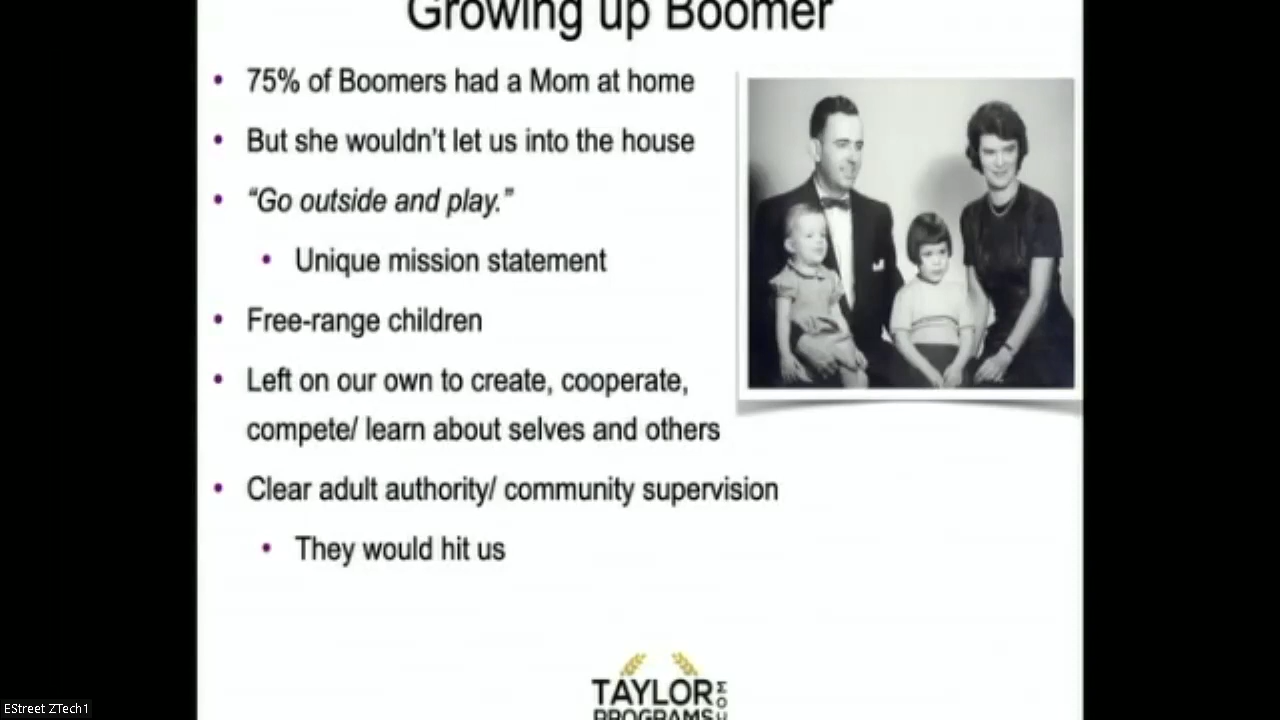 Growing up Boomer
• 75% of Boomers had a Mom at home
• But she wouldn’t let us into the house
• “Go outside and play.”
• Unique mission statement
• Free-range children
• Left on our own to create, cooperate,
compete/ learn about selves and others
• Clear adult authority/ community supervision
• They would hit us
TAYLOR
PROGRAMS
.COM
EStreet ZTech1